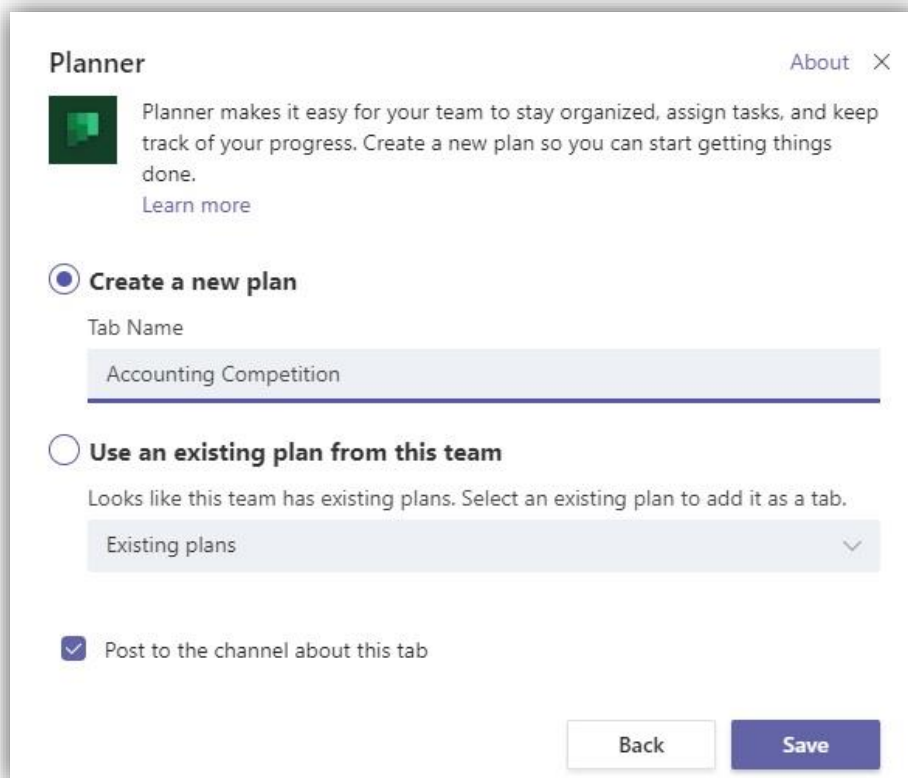 Planner
About
Planner makes it easy for your team to stay organized, assign tasks, and keep
track of your progress. Create a new plan so you can start getting things
done.
Learn more
Create a new plan
Tab Name
Accounting Competition
Use an existing plan from this team
Looks like this team has existing plans. Select an existing plan to add it as a tab.
Existing plans
Post to the channel about this tab
Back
Save